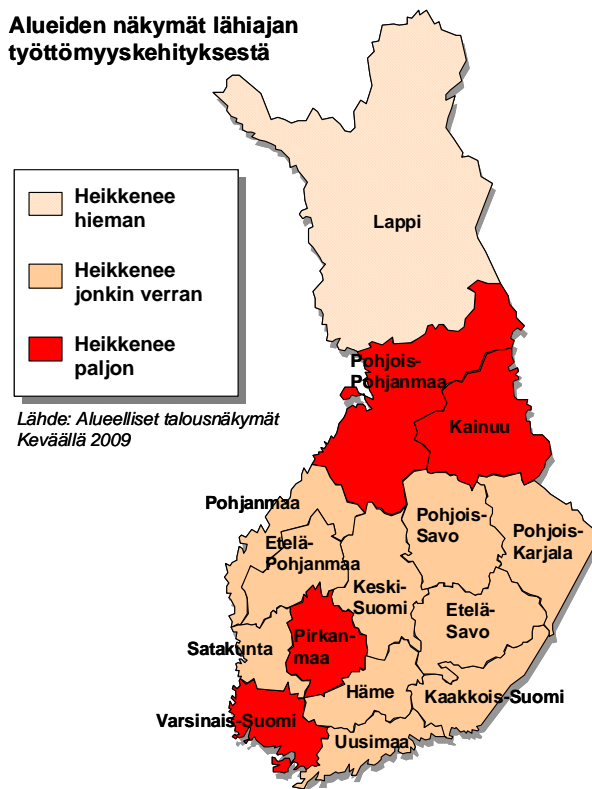 Alueiden näkymät lähiajan
työttömyyskehityksestä
Heikkenee
hieman
Heikkenee
jonkin verran
Heikkenee
paljon
Lähde: Alueelliset talousnäkymät
Keväällä 2009
Lappi
Pohjois-
Pohjanmaa
Kainuu
Pohjanmaa
Etelä-
Pohjanmaa
Keski-
Suomi
Pohjois-
Savo
Pohjois-
Karjala
Etelä-
Savo
Satakunta
Pirkan-
maa
Häme
Kaakkois-Suomi
Varsinais-Suomi
Uusimaa